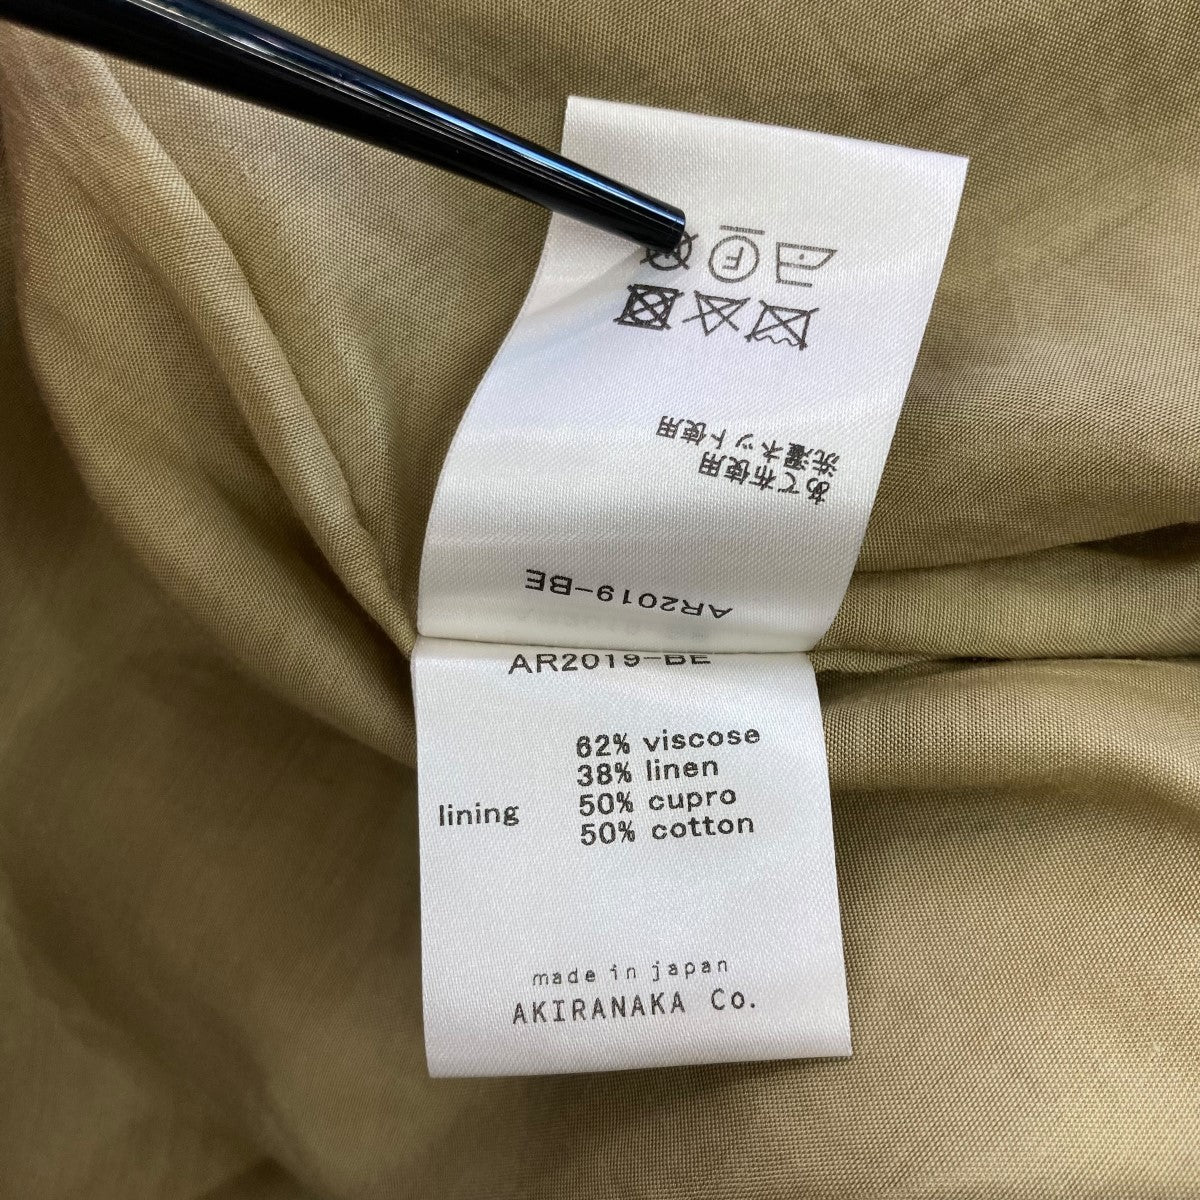 洗濯ネット使用
あて布使用
AR2019-BE
AR2019-BE
62% viscose
38% linen
lining 50% cupro
50% cotton
made in japan
AKIRANAKA Co.